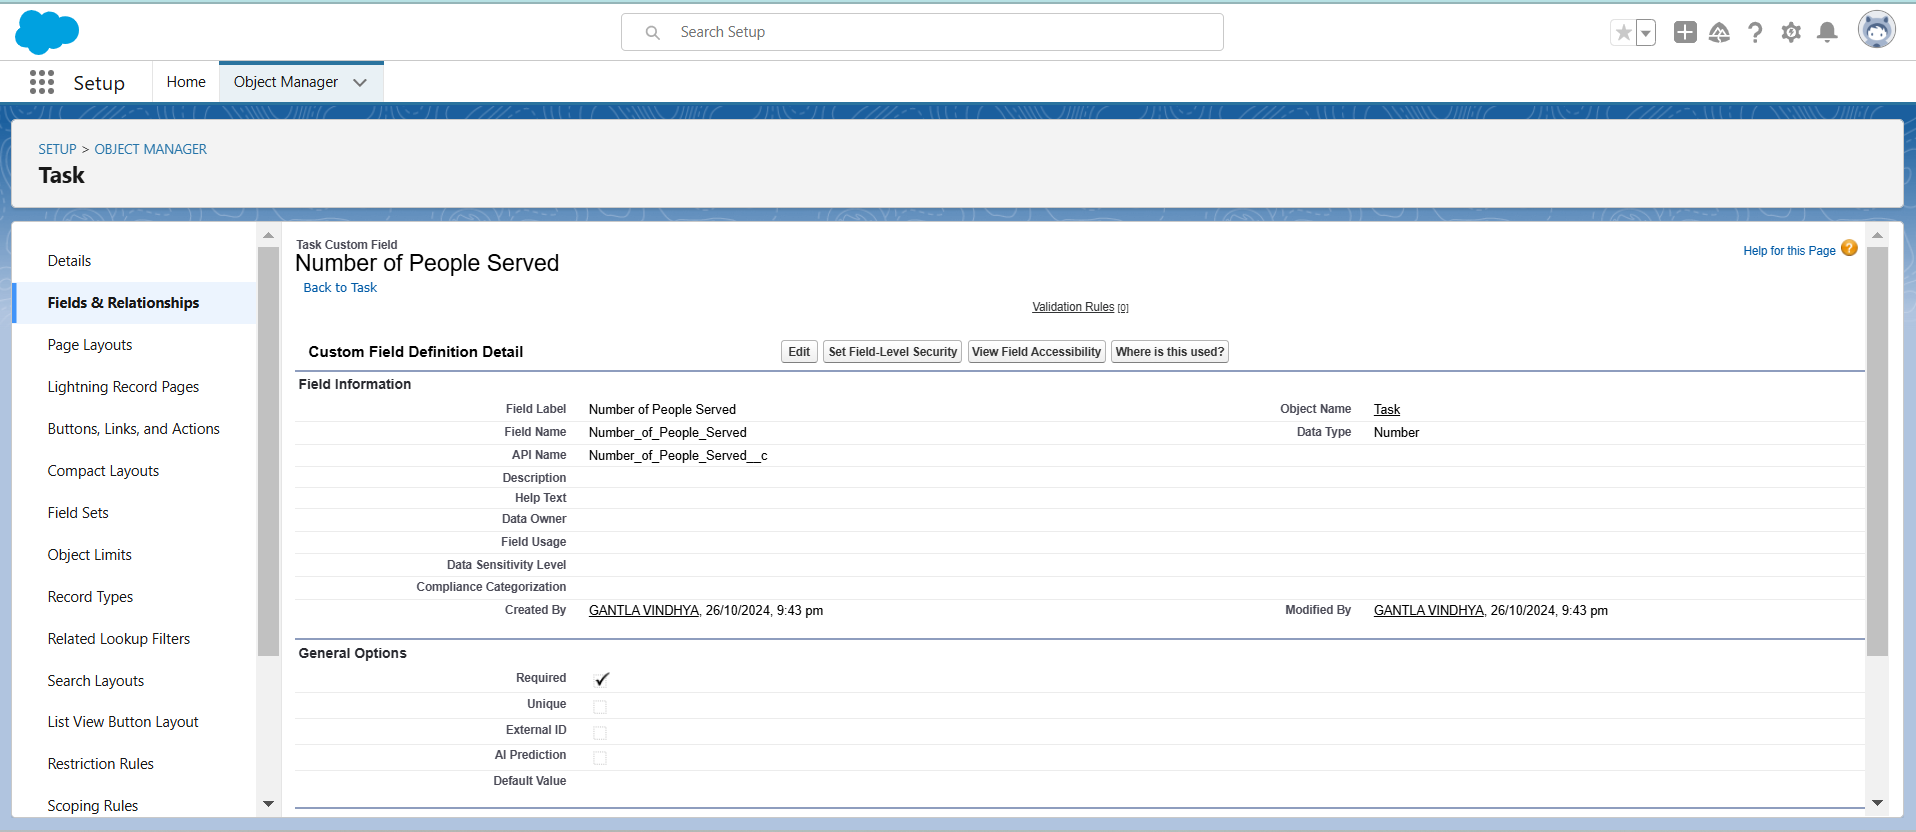 Search Setup
Setup
Home
Object Manager
SETUP > OBJECT MANAGER
Task
Details
Fields & Relationships
Page Layouts
Lightning Record Pages
Buttons, Links, and Actions
Compact Layouts
Field Sets
Object Limits
Record Types
Related Lookup Filters
Search Layouts
List View Button Layout
Restriction Rules
Scoping Rules
Task Custom Field
Number of People Served
Back to Task
Help for this Page ?
Validation Rules [0]
Custom Field Definition Detail
Edit
Set Field-Level Security
View Field Accessibility
Where is this used?
Field Information
Field Label Number of People Served Object Name Task
Field Name Number_of_People_Served Data Type Number
API Name Number_of_People_Served__c
Description
Help Text
Data Owner
Field Usage
Data Sensitivity Level
Compliance Categorization
Created By GANTLA VINDHYA, 26/10/2024, 9:43 pm Modified By GANTLA VINDHYA, 26/10/2024, 9:43 pm
General Options
Required
Unique
External ID
AI Prediction
Default Value